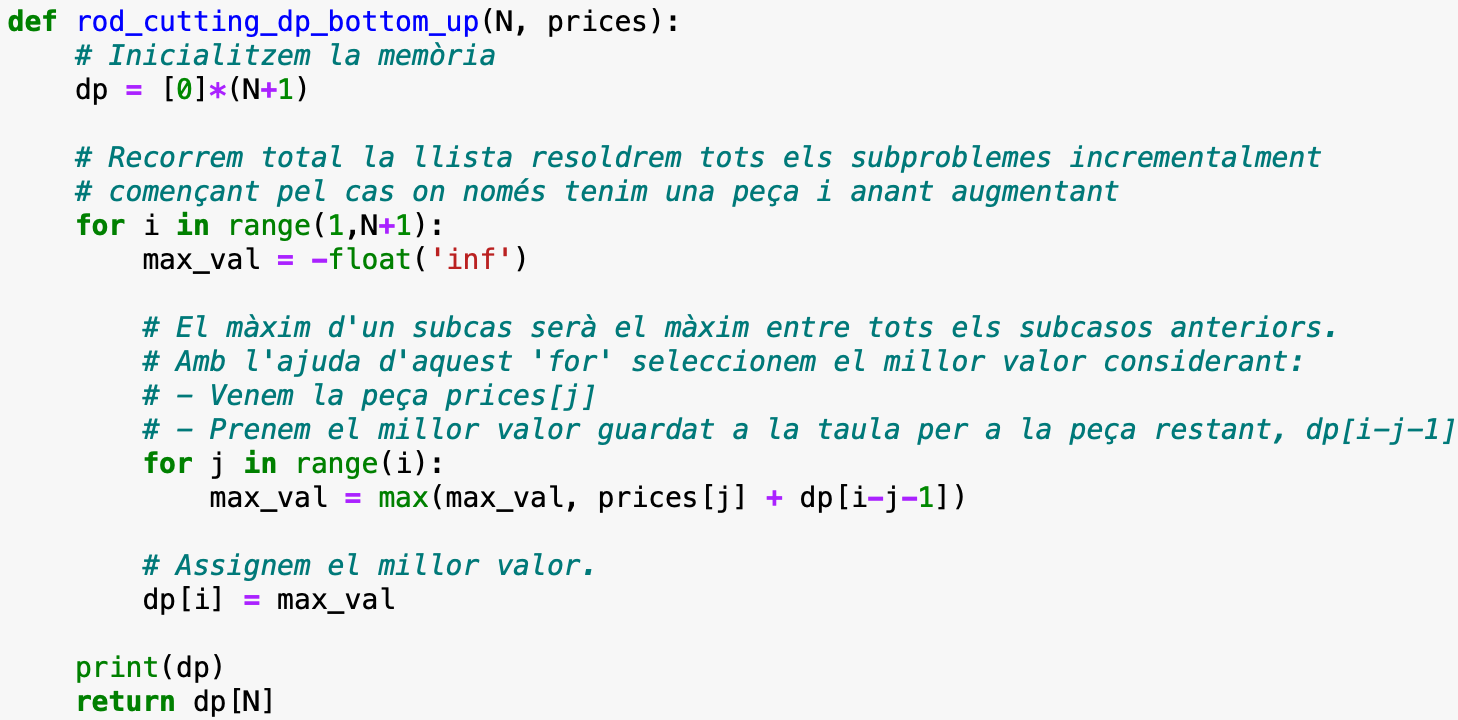 def rod_cutting_dp_bottom_up(N, prices):
    # Inicialitzem la memòria
    dp = [0]*(N+1)

    # Recorrem total la llista resoldrem tots els subproblemes incrementalment
    # començant pel cas on només tenim una peça i anant augmentant
    for i in range(1,N+1):
        max_val = -float('inf')

        # El màxim d'un subcas serà el màxim entre tots els subcasos anteriors.
        # Amb l'ajuda d'aquest 'for' seleccionem el millor valor considerant:
        # - Venem la peça prices[j]
        # - Prenem el millor valor guardat a la taula per a la peça restant, dp[i-j-1]
        for j in range(i):
            max_val = max(max_val, prices[j] + dp[i-j-1])

        # Assignem el millor valor.
        dp[i] = max_val

    print(dp)
    return dp[N]